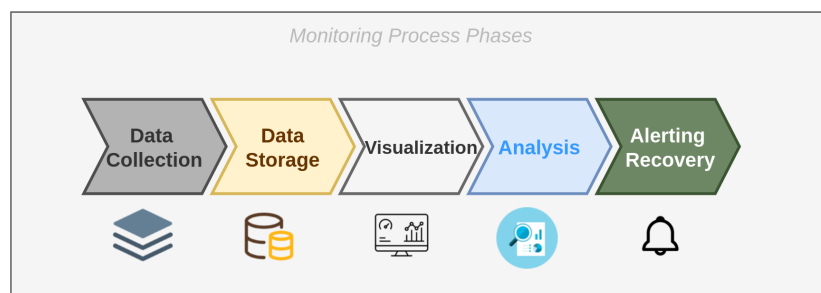 Monitoring Process Phases
Data
Collection
Data
Storage
Visualization
Analysis
Alerting
Recovery